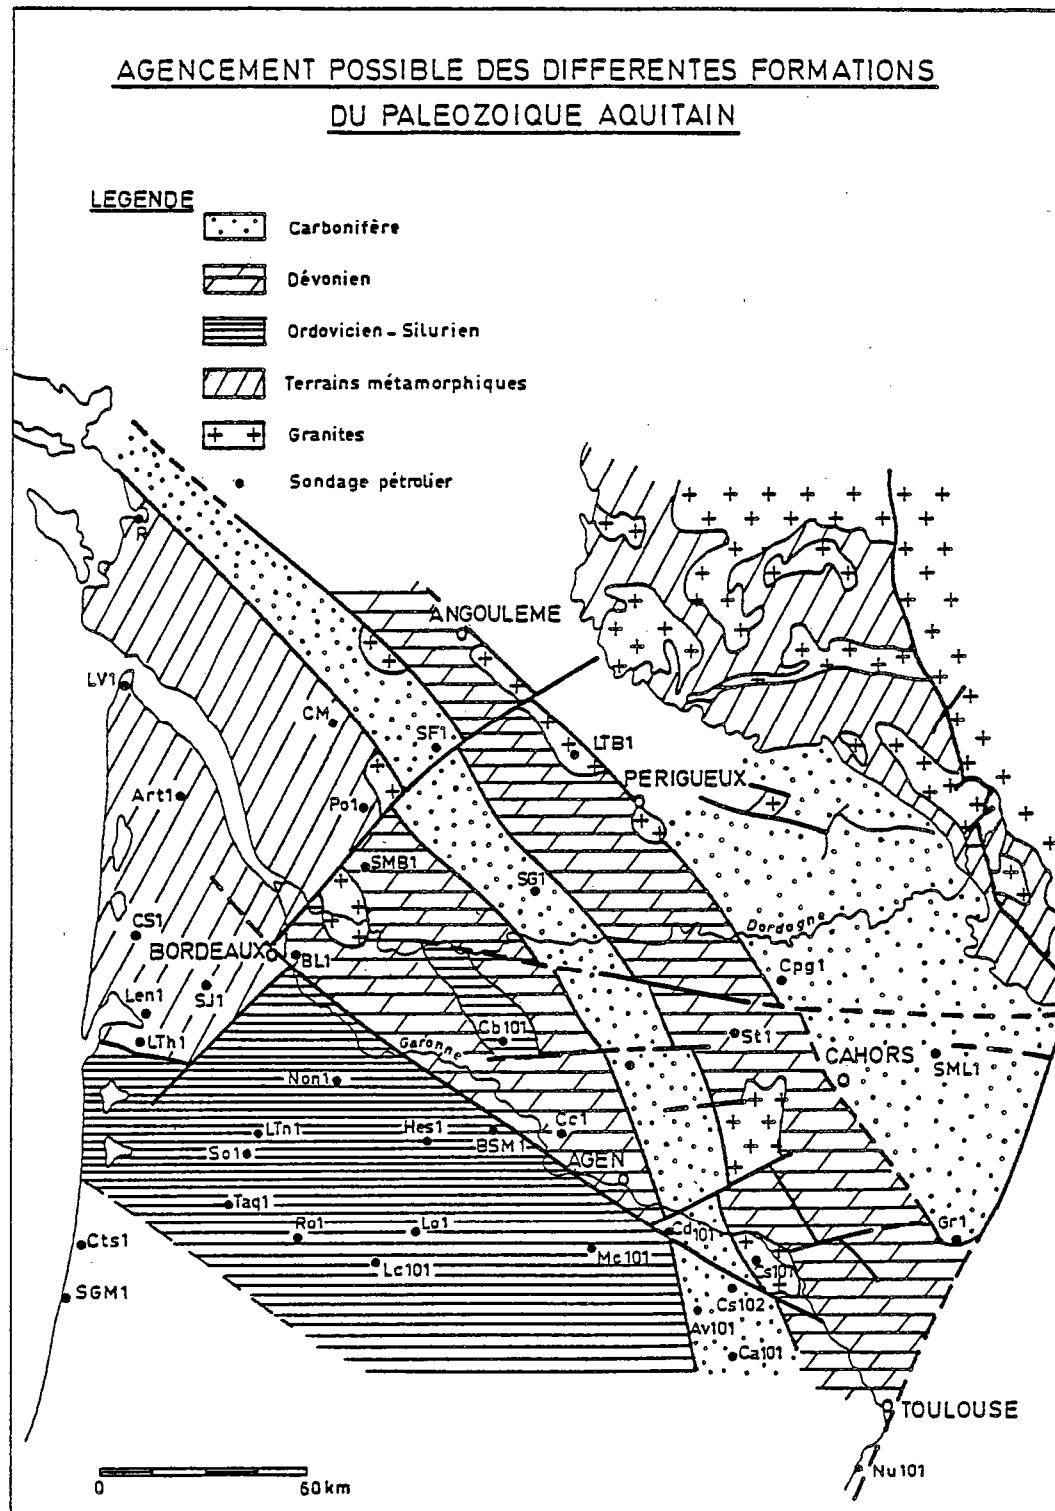 AGENCEMENT POSSIBLE DES DIFFERENTES FORMATIONS
DU PALEOZOIQUE AQUITAIN
LEGENDE
Carbonifère
Dévonien
Ordovicien - Silurien
Terrains métamorphiques
Granites
Sondage pétrolier
R
ANGOULEME
LV1
CM
SF1
LTB1
PERIGUEUX
Art1
Po1
SMB1
SG1
Dordogne
CS1
BORDEAUX
BL1
Cpg1
Len1
SJ1
LTh1
Cb101
Garonne
St1
CAHORS
SML1
Non1
LTn1
Hes1
BSM1
Cc1
So1
AGEN
Taq1
Ro1
La1
Cd101
Gr1
Cts1
Lc101
Mc101
Cs101
SGM1
Cs102
Av101
Ca101
TOULOUSE
Nu101
0
60km